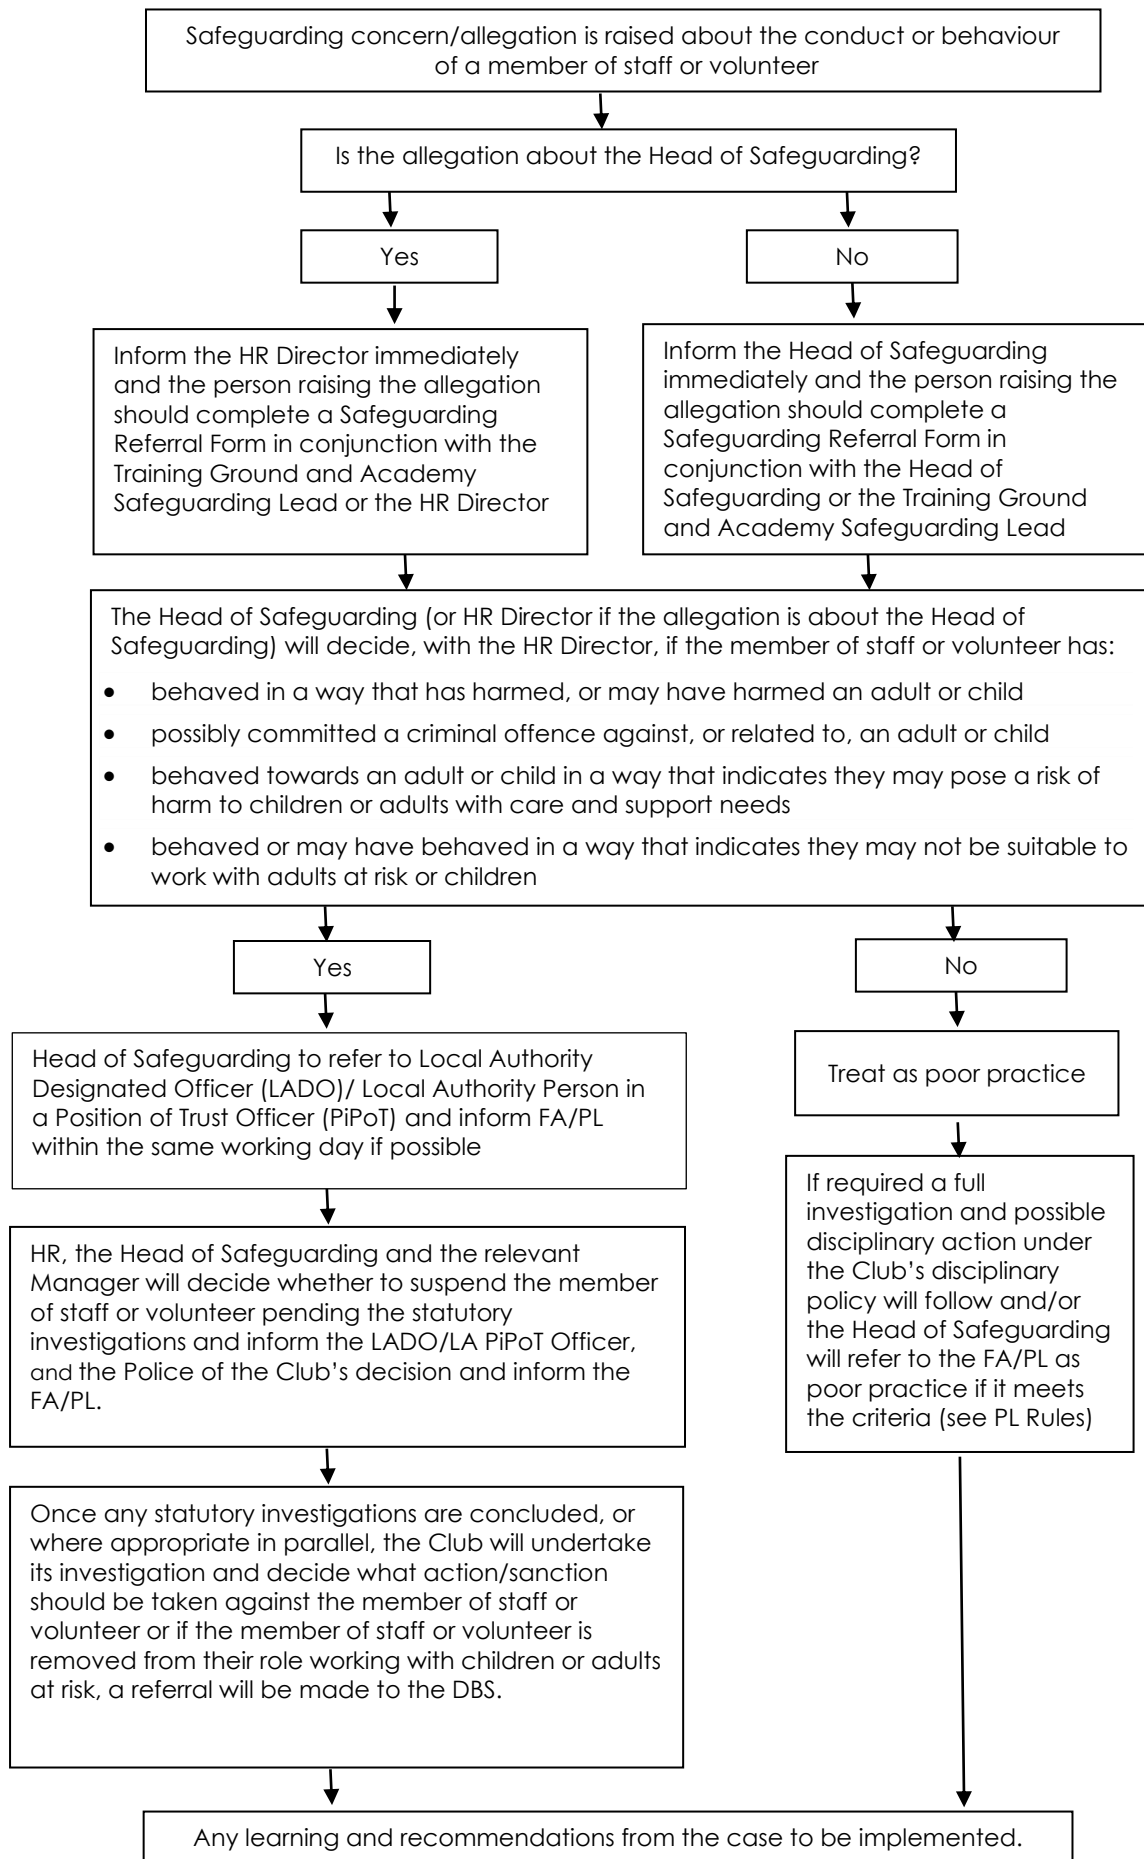 Safeguarding concern/allegation is raised about the conduct or behaviour
of a member of staff or volunteer
Is the allegation about the Head of Safeguarding?
Yes
No
Inform the HR Director immediately
and the person raising the allegation
should complete a Safeguarding
Referral Form in conjunction with the
Training Ground and Academy
Safeguarding Lead or the HR Director
Inform the Head of Safeguarding
immediately and the person raising the
allegation should complete a
Safeguarding Referral Form in
conjunction with the Head of
Safeguarding or the Training Ground
and Academy Safeguarding Lead
The Head of Safeguarding (or HR Director if the allegation is about the Head of
Safeguarding) will decide, with the HR Director, if the member of staff or volunteer has:
• behaved in a way that has harmed, or may have harmed an adult or child
• possibly committed a criminal offence against, or related to, an adult or child
• behaved towards an adult or child in a way that indicates they may pose a risk of
harm to children or adults with care and support needs
• behaved or may have behaved in a way that indicates they may not be suitable to
work with adults at risk or children
Yes
No
Head of Safeguarding to refer to Local Authority
Designated Officer (LADO)/ Local Authority Person in
a Position of Trust Officer (PiPoT) and inform FA/PL
within the same working day if possible
Treat as poor practice
HR, the Head of Safeguarding and the relevant
Manager will decide whether to suspend the member
of staff or volunteer pending the statutory
investigations and inform the LADO/LA PiPoT Officer,
and the Police of the Club's decision and inform the
FA/PL.
If required a full
investigation and possible
disciplinary action under
the Club's disciplinary
policy will follow and/or
the Head of Safeguarding
will refer to the FA/PL as
poor practice if it meets
the criteria (see PL Rules)
Once any statutory investigations are concluded, or
where appropriate in parallel, the Club will undertake
its investigation and decide what action/sanction
should be taken against the member of staff or
volunteer or if the member of staff or volunteer is
removed from their role working with children or adults
at risk, a referral will be made to the DBS.
Any learning and recommendations from the case to be implemented.